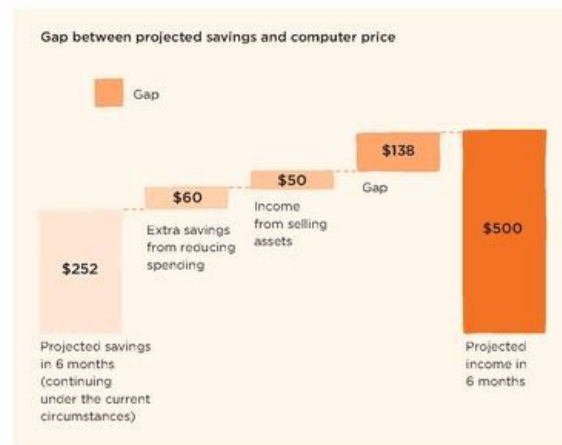 Gap between projected savings and computer price
Gap
$138
$50
$60
Gap
Income
from selling
assets
Extra savings
from reducing
spending
$500
$252
Projected savings
in 6 months
(continuing
under the current
circumstances)
Projected
income in
6 months